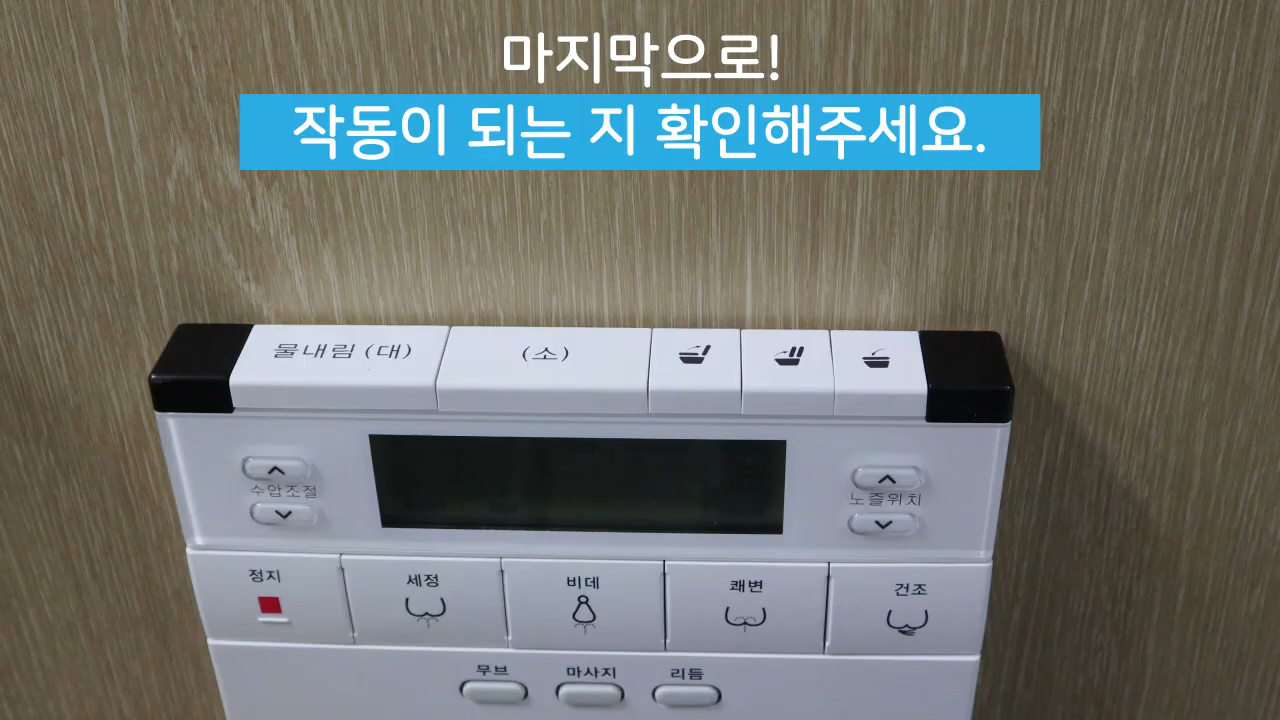 마지막으로!
작동이 되는 지 확인해주세요.
물내림 (대) (소)
수압조절 노즐위치
정지 세정 비데 쾌변 건조
무브 마사지 리듬